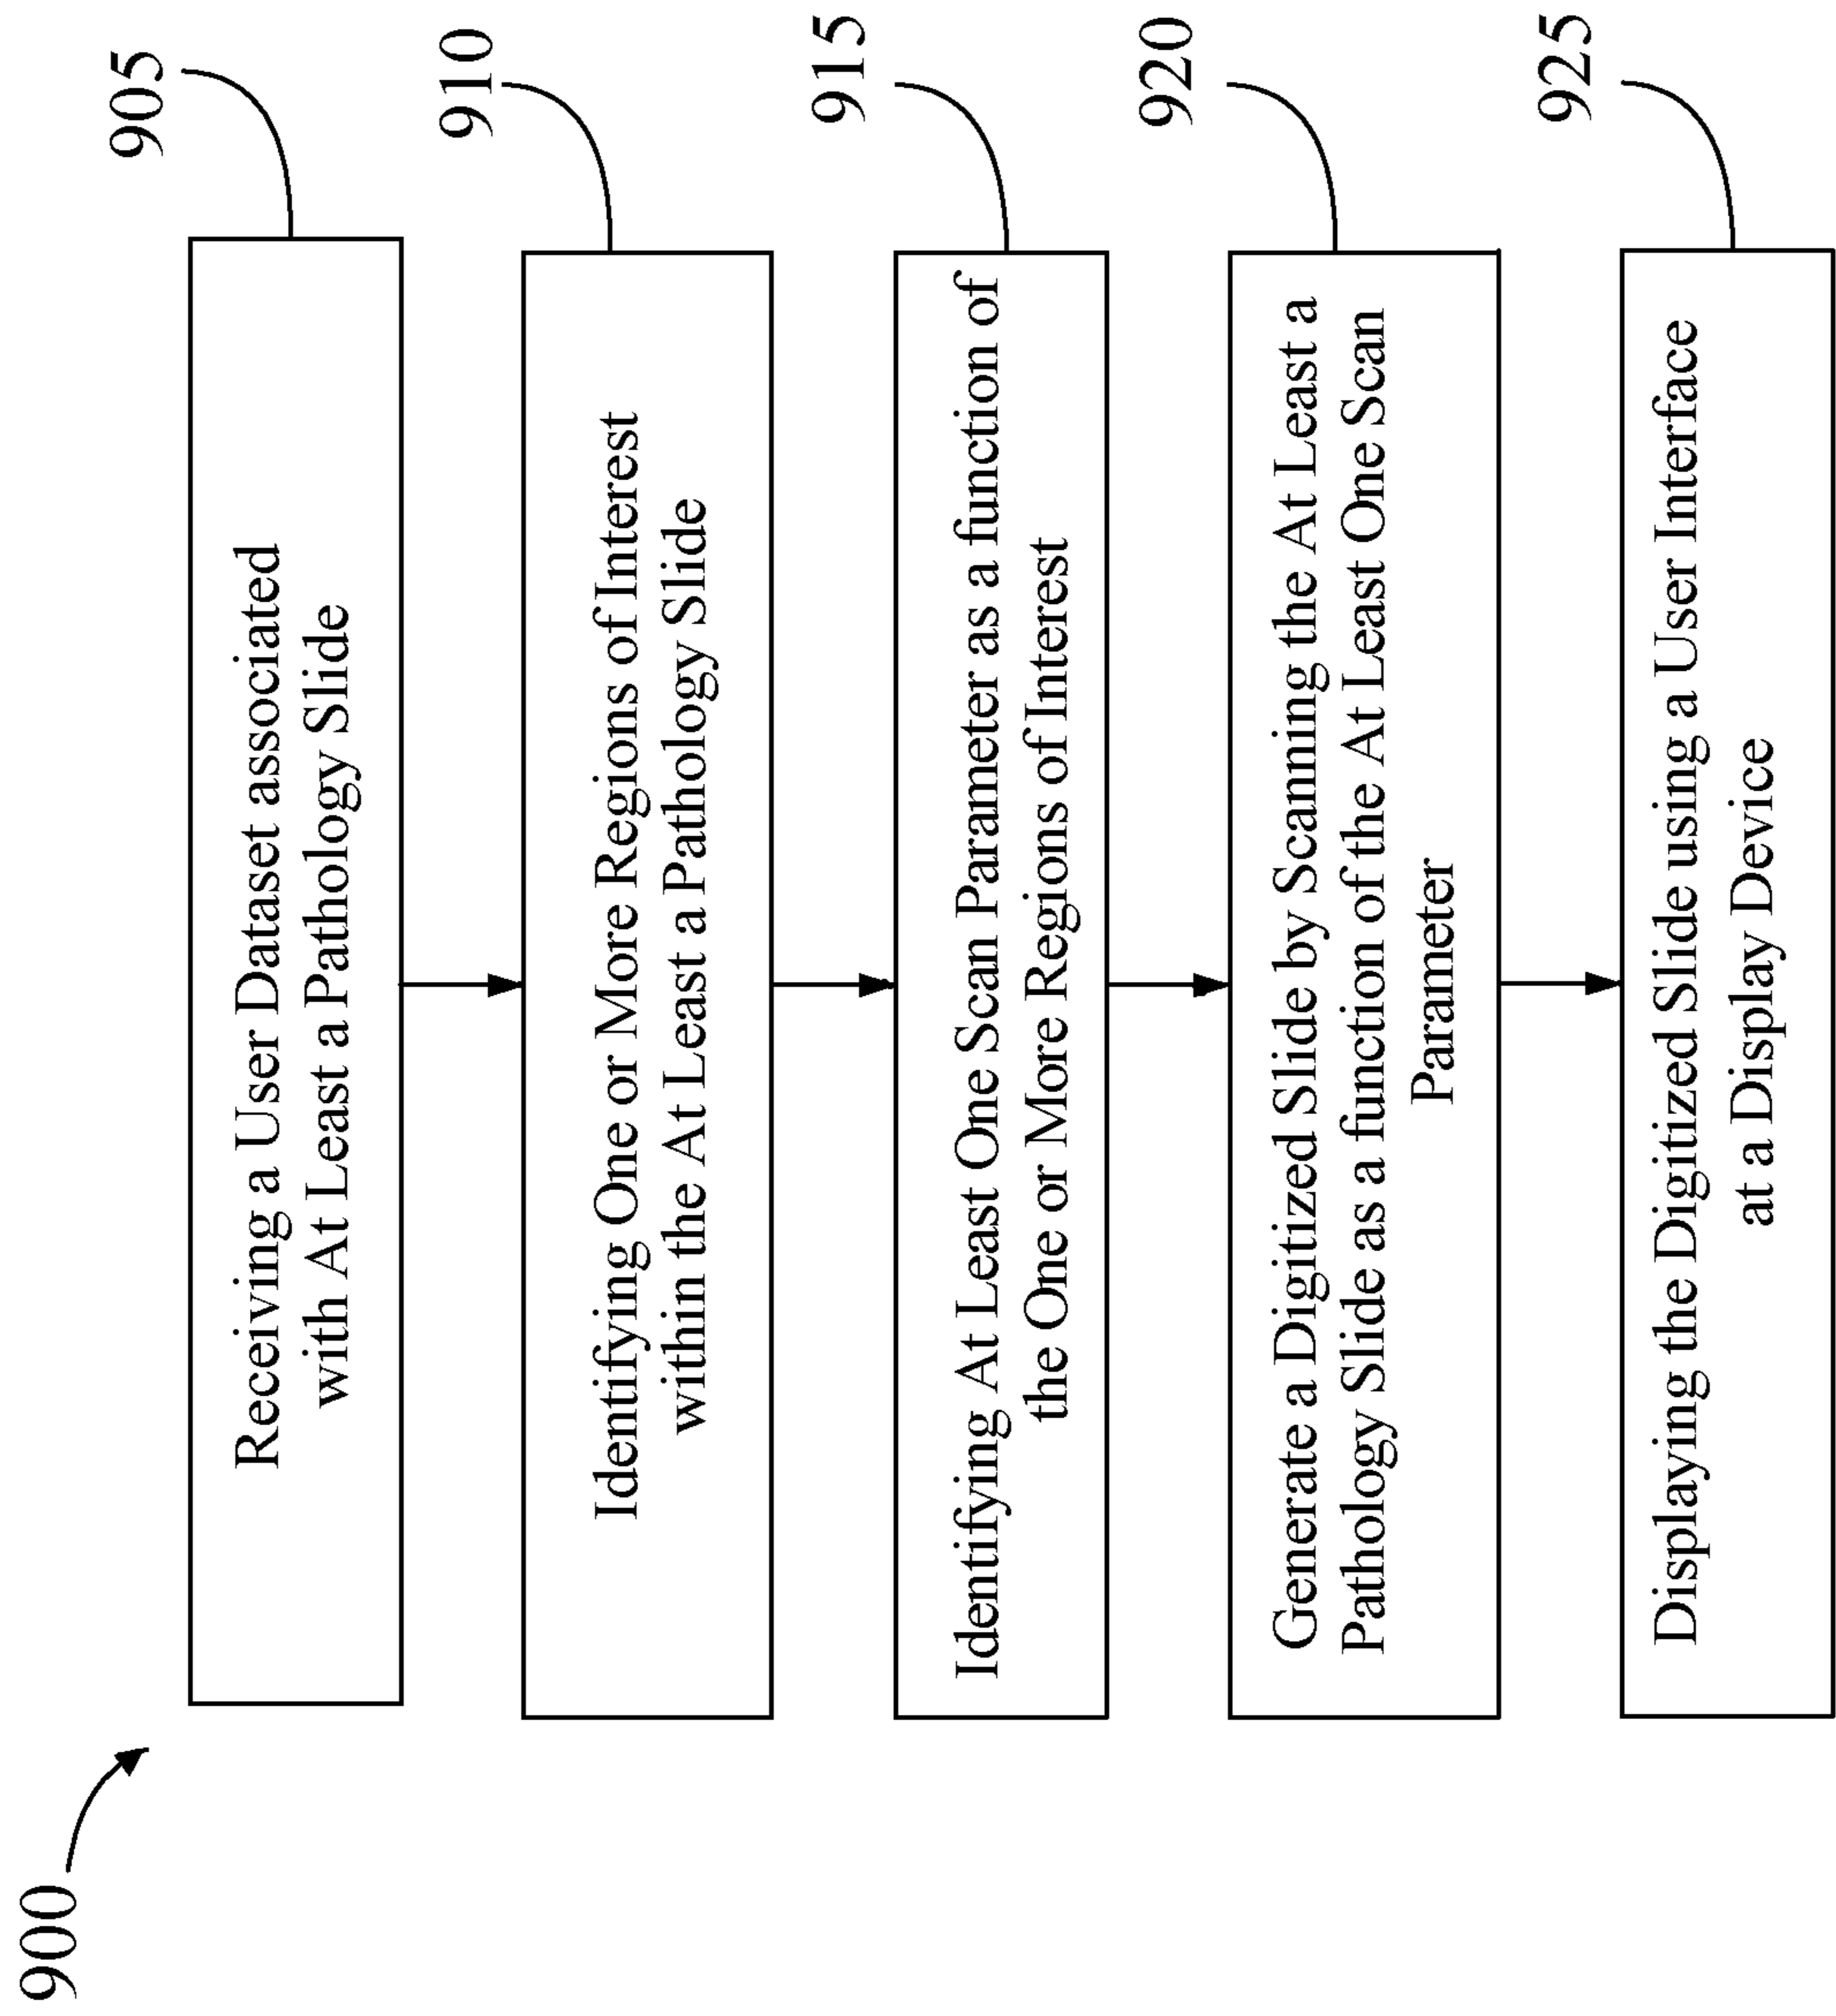 900
905
Receiving a User Dataset associated
with At Least a Pathology Slide
910
Identifying One or More Regions of Interest
within the At Least a Pathology Slide
915
Identifying At Least One Scan Parameter as a function of
the One or More Regions of Interest
920
Generate a Digitized Slide by Scanning the At Least a
Pathology Slide as a function of the At Least One Scan
Parameter
925
Displaying the Digitized Slide using a User Interface
at a Display Device